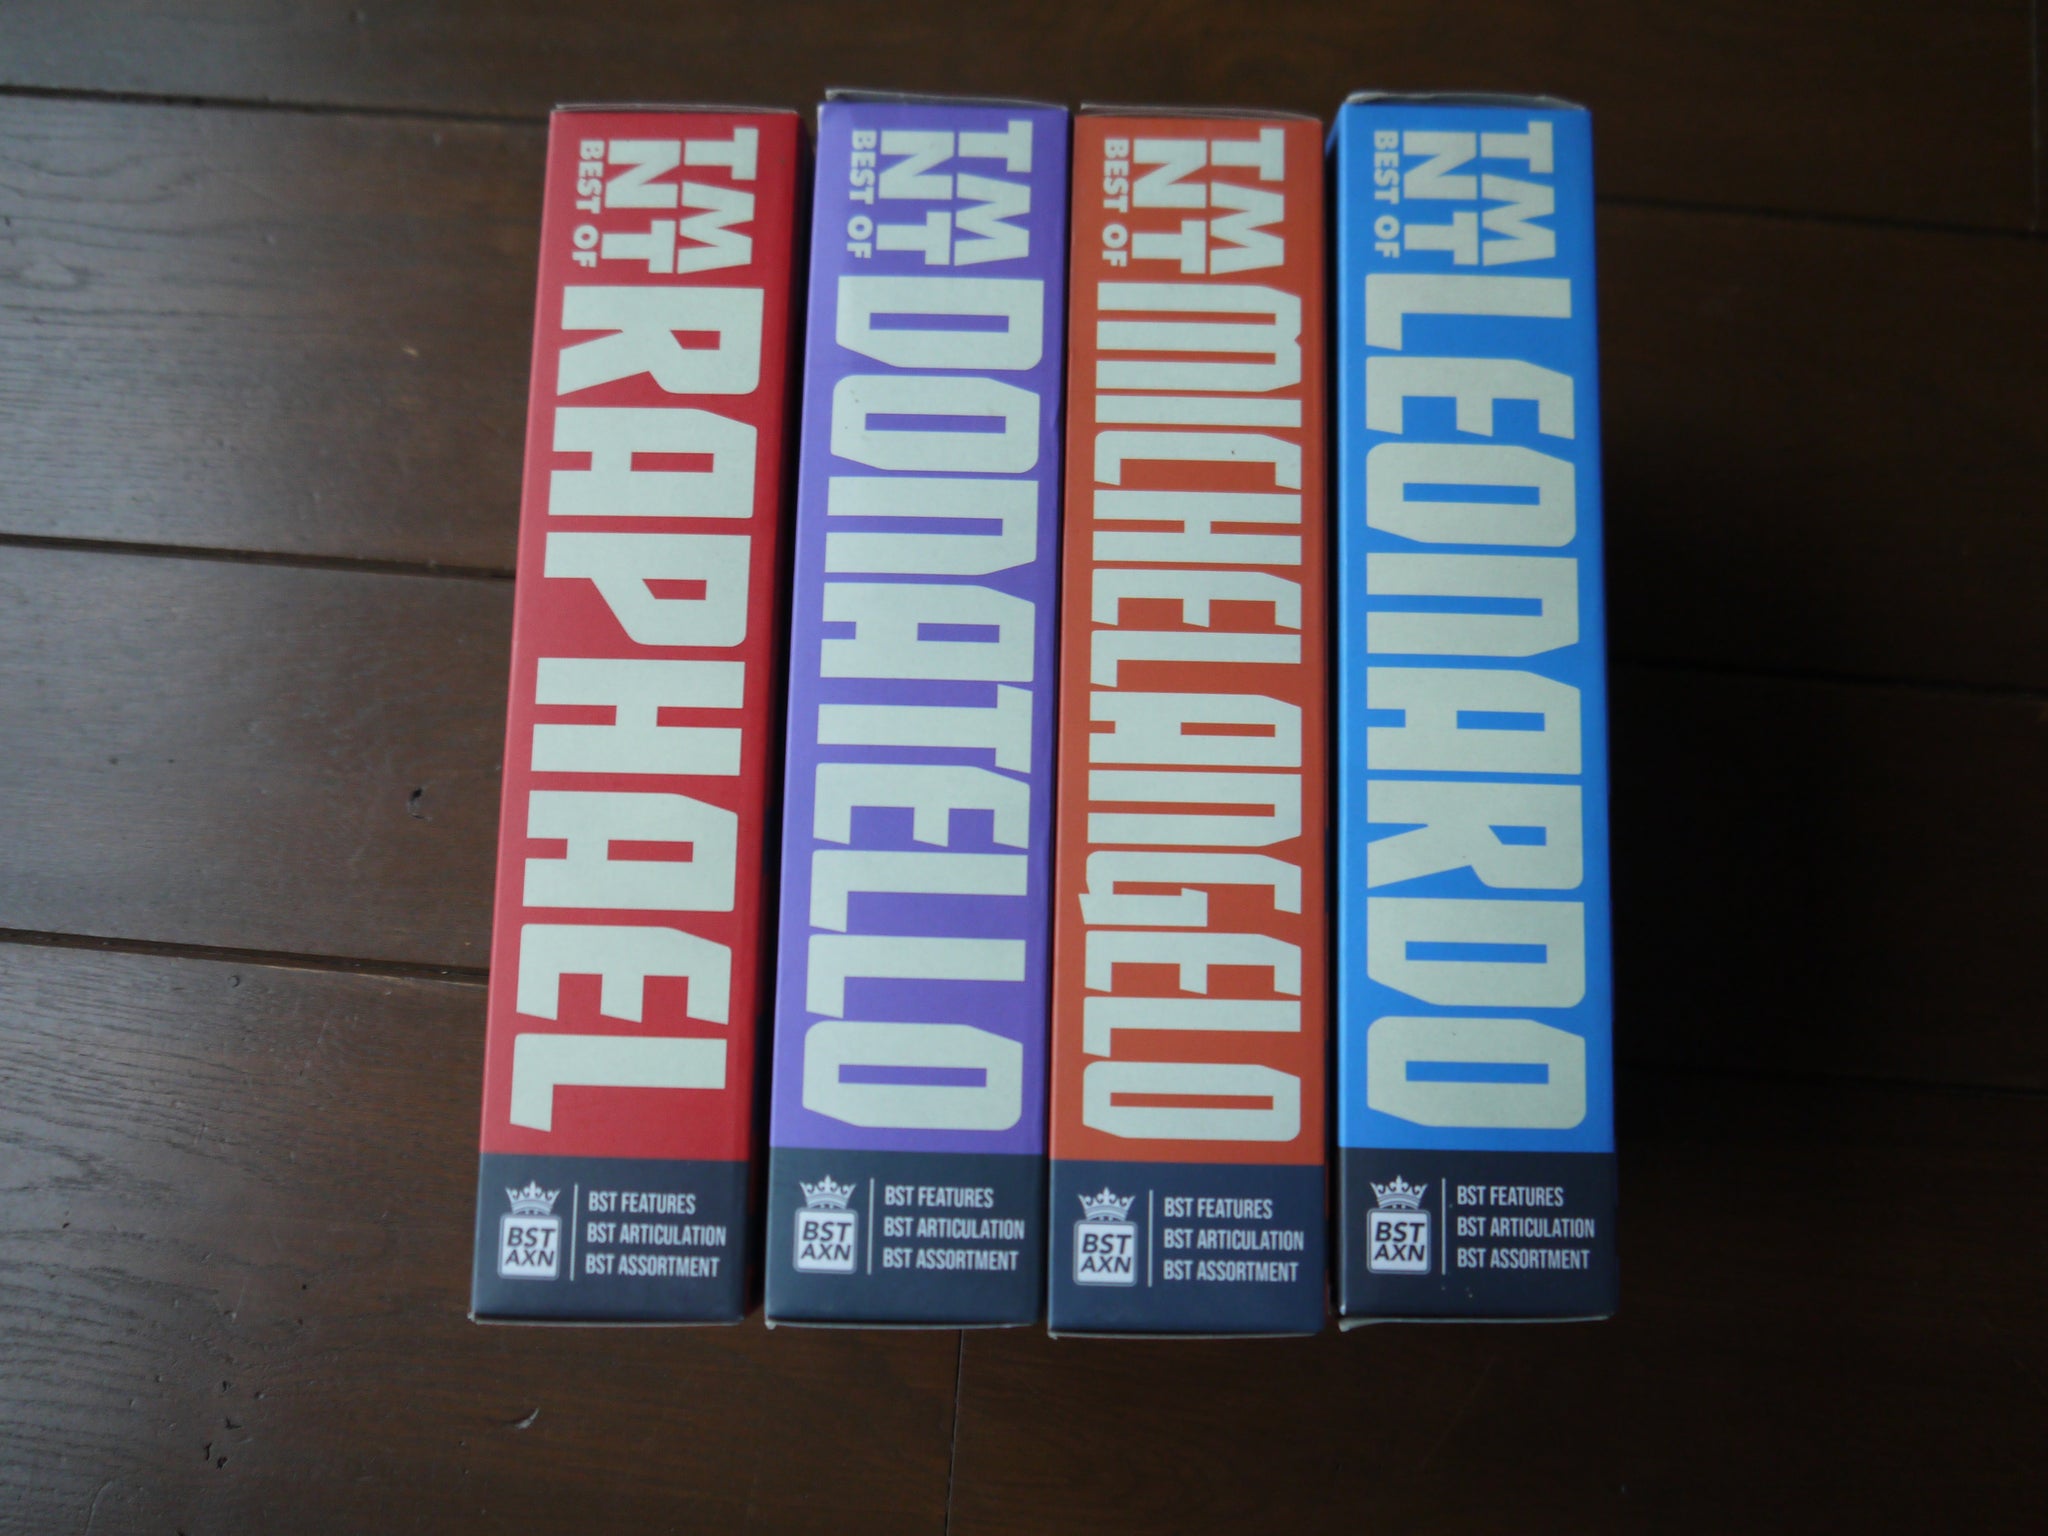 TM
NT
BEST OF
RAPHAEL
BST
AXN
BST FEATURES
BST ARTICULATION
BST ASSORTMENT
TM
NT
BEST OF
DONATELLO
BST
AXN
BST FEATURES
BST ARTICULATION
BST ASSORTMENT
TM
NT
BEST OF
MICHELANGELO
BST
AXN
BST FEATURES
BST ARTICULATION
BST ASSORTMENT
TM
NT
BEST OF
LEONARDO
BST
AXN
BST FEATURES
BST ARTICULATION
BST ASSORTMENT